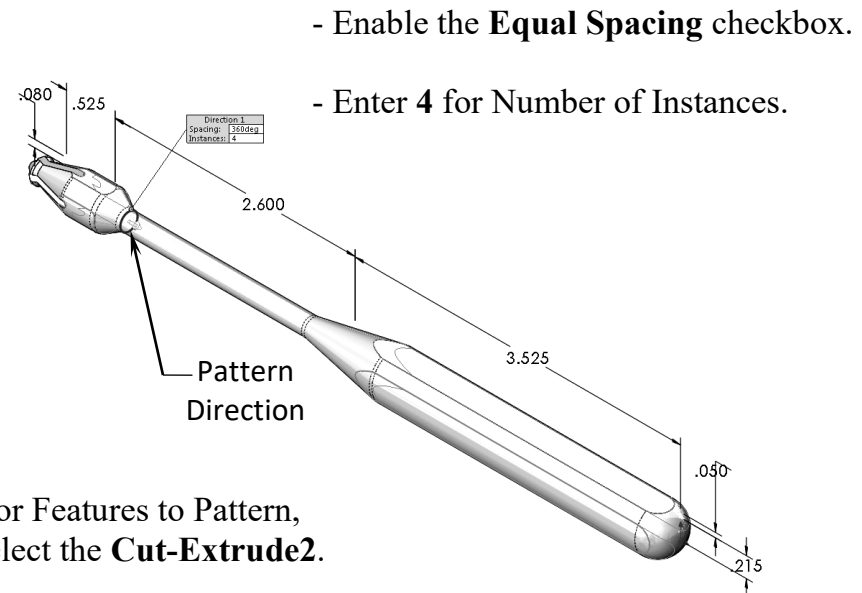 - Enable the Equal Spacing checkbox.
- Enter 4 for Number of Instances.
.080
.525
Direction 1
Spacing: 360deg
Instances: 4
2.600
3.525
Pattern
Direction
.050
.215
or Features to Pattern,
elect the Cut-Extrude2.